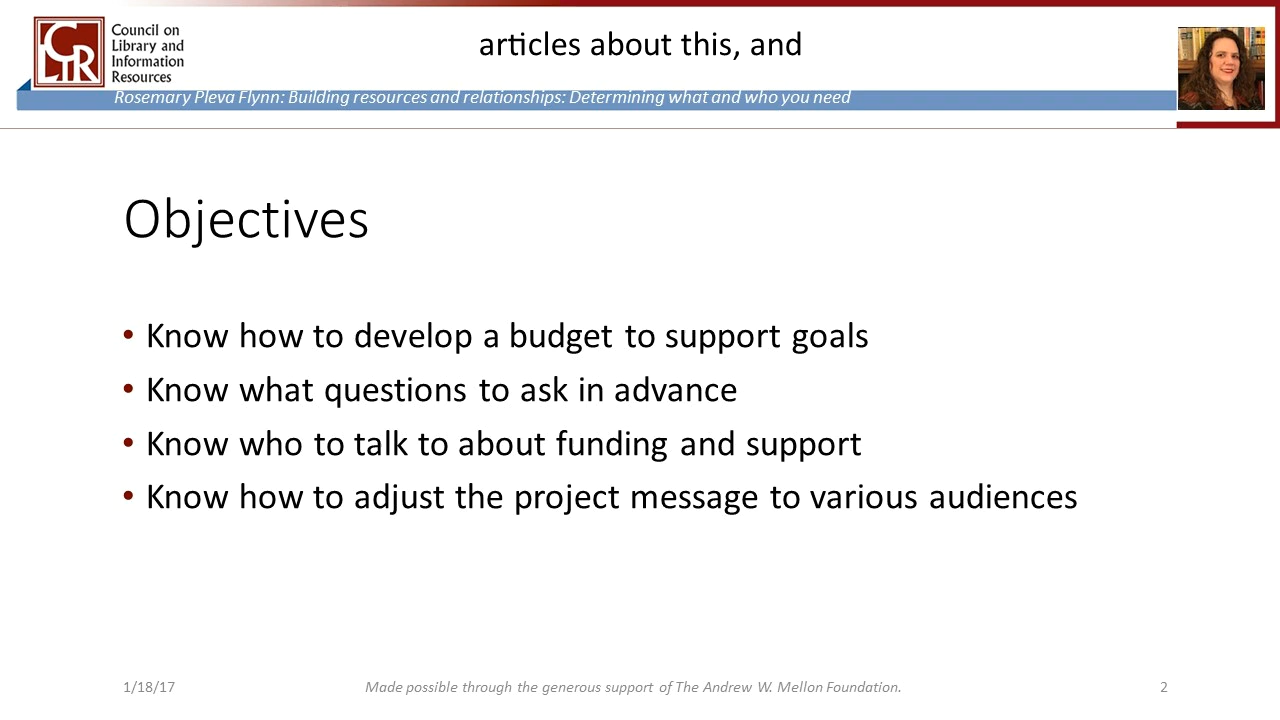 CLIR
Council on
Library and
Information
Resources
articles about this, and
Rosemary Pleva Flynn: Building resources and relationships: Determining what and who you need
Objectives
• Know how to develop a budget to support goals
• Know what questions to ask in advance
• Know who to talk to about funding and support
• Know how to adjust the project message to various audiences
1/18/17
Made possible through the generous support of The Andrew W. Mellon Foundation.
2